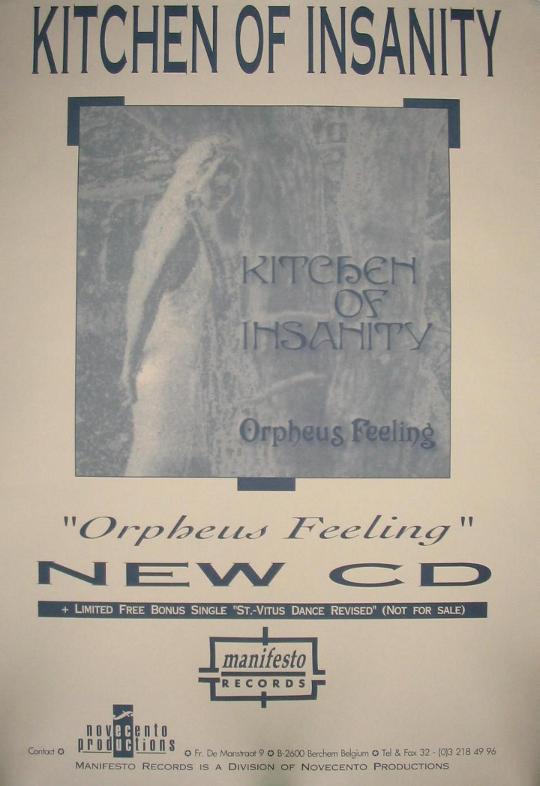 KITCHEN OF INSANITY
KITCHEN
OF
INSANITY
Orpheus Feeling
"Orpheus Feeling"
NEW CD
+ LIMITED FREE BONUS SINGLE "ST.-VITUS DANCE REVISED" (NOT FOR SALE)
manifesto
RECORDS
novecento
productions
Contact ✪ ✪ Fr. De Manstraat 9 ✪ B-2600 Berchem Belgium ✪ Tel & Fax 32 - (0)3 218 49 96
MANIFESTO RECORDS IS A DIVISION OF NOVECENTO PRODUCTIONS